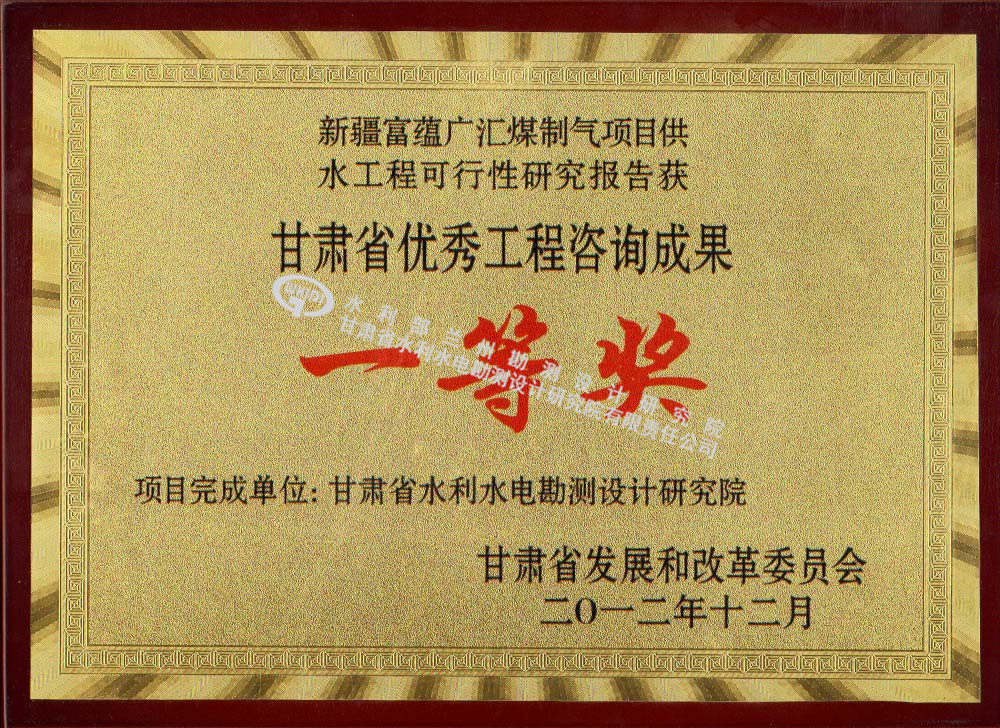 新疆富蕴广汇煤制气项目供
水工程可行性研究报告获
甘肃省优秀工程咨询成果
一等奖
水利部兰州勘测设计研究院
甘肃省水利水电勘测设计研究院有限责任公司
项目完成单位：甘肃省水利水电勘测设计研究院
甘肃省发展和改革委员会
二〇一二年十二月